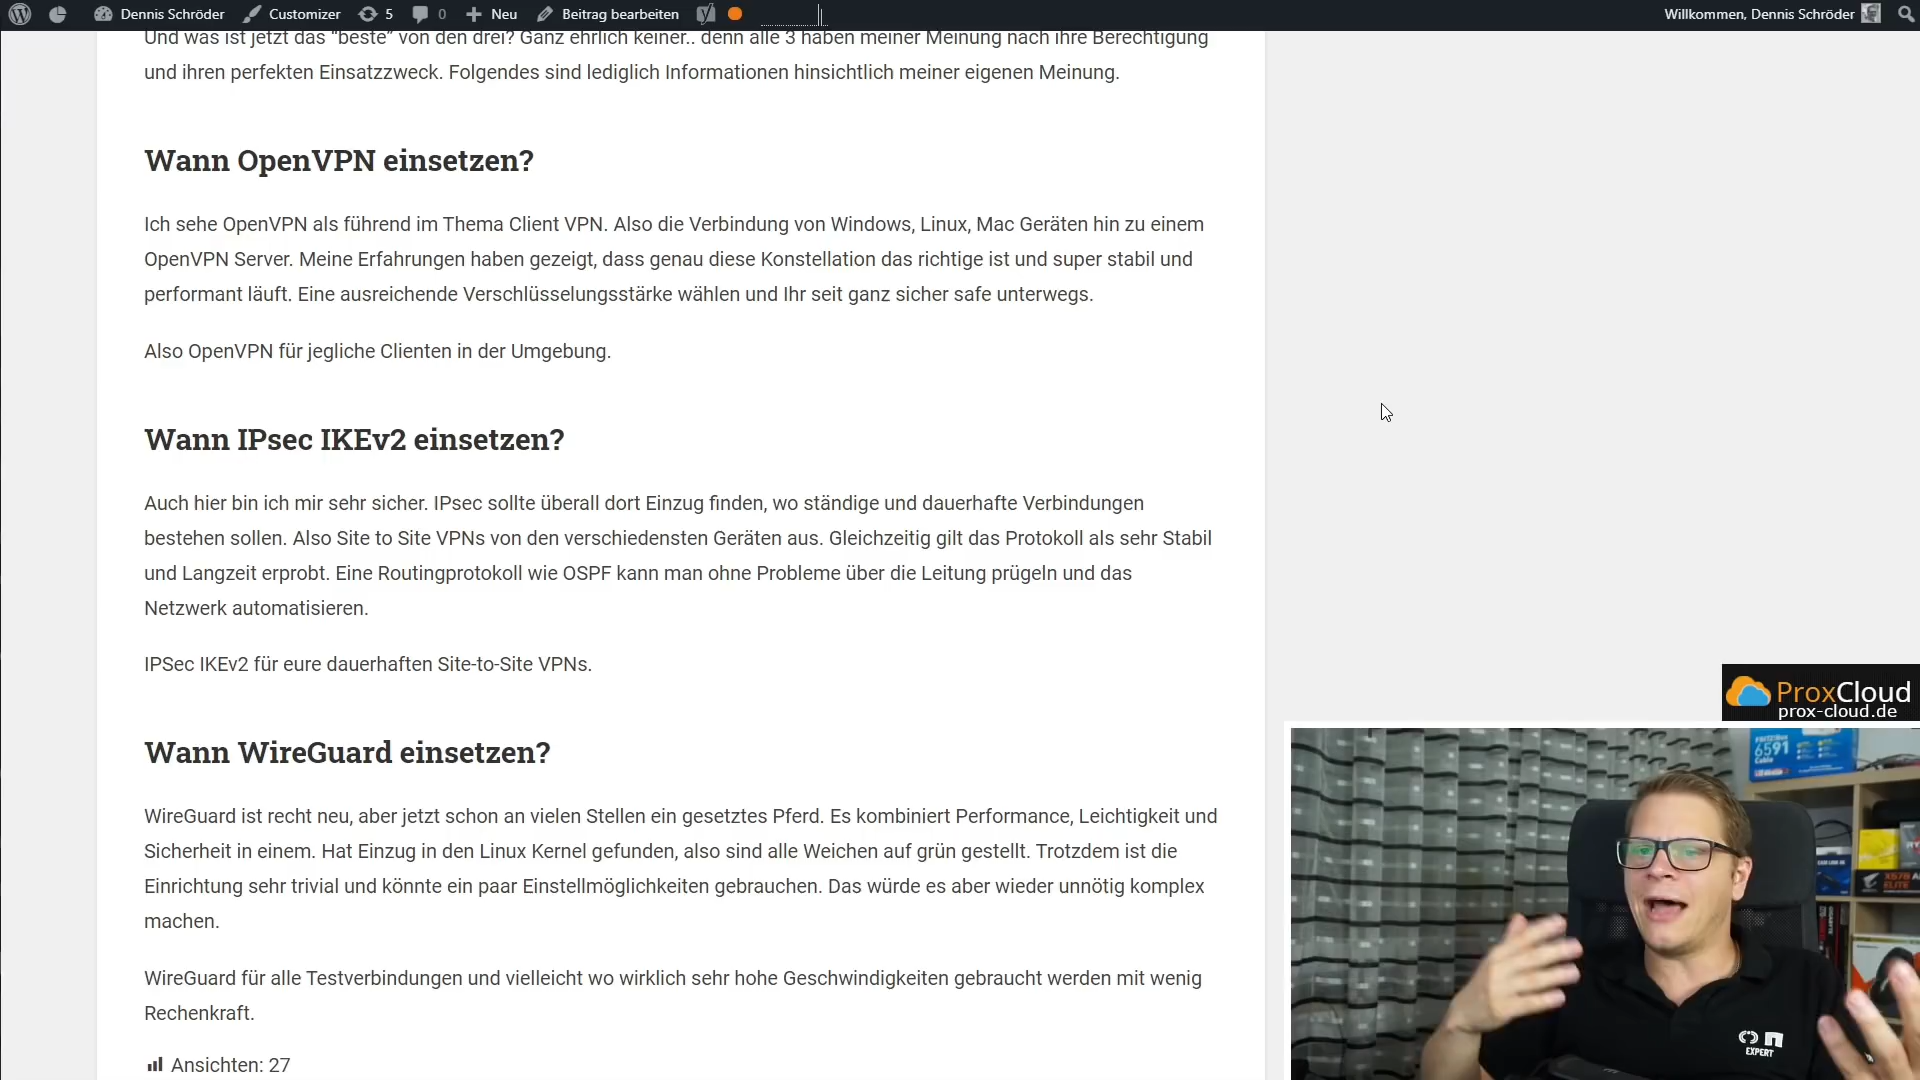 Dennis Schröder Customizer 5 0 Neu Beitrag bearbeiten Willkommen, Dennis Schröder
Und was ist jetzt das "beste" von den drei? Ganz ehrlich keiner.. denn alle 3 haben meiner Meinung nach ihre Berechtigung
und ihren perfekten Einsatzzweck. Folgendes sind lediglich Informationen hinsichtlich meiner eigenen Meinung.
Wann OpenVPN einsetzen?
Ich sehe OpenVPN als führend im Thema Client VPN. Also die Verbindung von Windows, Linux, Mac Geräten hin zu einem
OpenVPN Server. Meine Erfahrungen haben gezeigt, dass genau diese Konstellation das richtige ist und super stabil und
performant läuft. Eine ausreichende Verschlüsselungsstärke wählen und Ihr seit ganz sicher safe unterwegs.
Also OpenVPN für jegliche Clienten in der Umgebung.
Wann IPsec IKEv2 einsetzen?
Auch hier bin ich mir sehr sicher. IPsec sollte überall dort Einzug finden, wo ständige und dauerhafte Verbindungen
bestehen sollen. Also Site to Site VPNs von den verschiedensten Geräten aus. Gleichzeitig gilt das Protokoll als sehr Stabil
und Langzeit erprobt. Eine Routingprotokoll wie OSPF kann man ohne Probleme über die Leitung prügeln und das
Netzwerk automatisieren.
IPSec IKEv2 für eure dauerhaften Site-to-Site VPNs.
Wann WireGuard einsetzen?
WireGuard ist recht neu, aber jetzt schon an vielen Stellen ein gesetztes Pferd. Es kombiniert Performance, Leichtigkeit und
Sicherheit in einem. Hat Einzug in den Linux Kernel gefunden, also sind alle Weichen auf grün gestellt. Trotzdem ist die
Einrichtung sehr trivial und könnte ein paar Einstellmöglichkeiten gebrauchen. Das würde es aber wieder unnötig komplex
machen.
WireGuard für alle Testverbindungen und vielleicht wo wirklich sehr hohe Geschwindigkeiten gebraucht werden mit wenig
Rechenkraft.
Ansichten: 27
ProxCloud
prox-cloud.de
FRITZ!Box
6591
Cable
X570
EXPERT